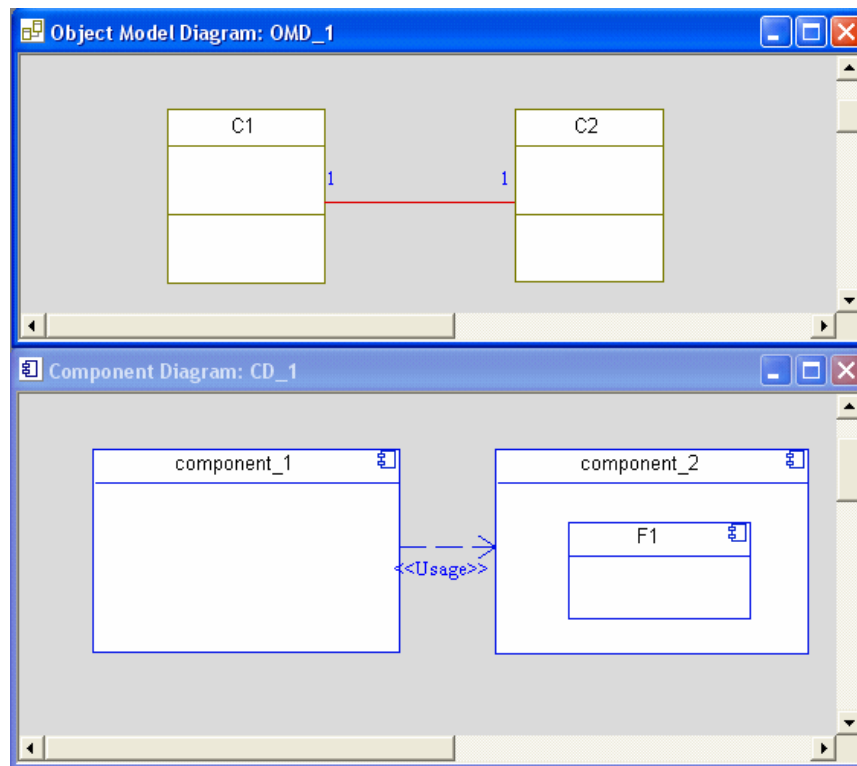 Object Model Diagram: OMD_1
C1
C2
1
1
Component Diagram: CD_1
component_1
component_2
F1
<<Usage>>